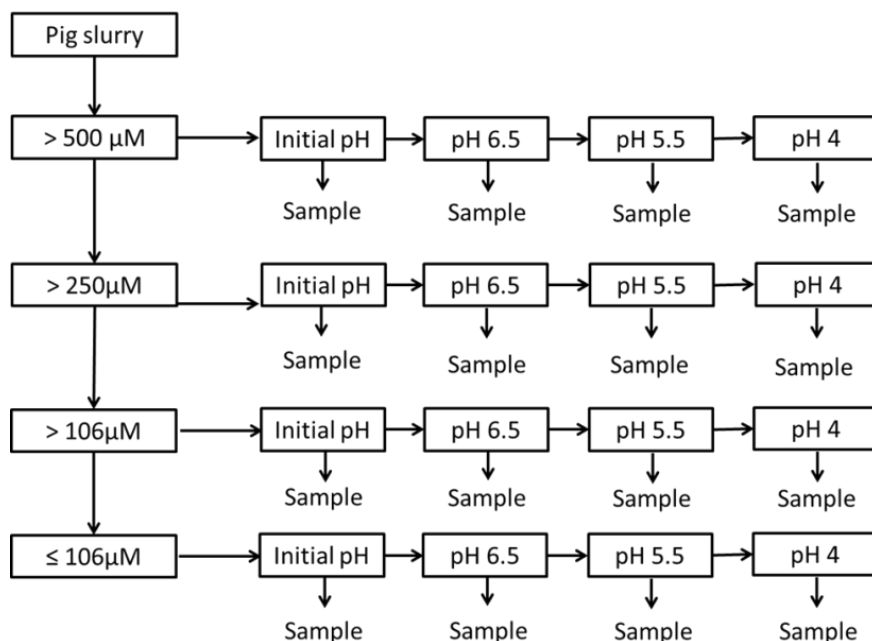 Pig slurry
> 500 µM
Initial pH
pH 6.5
pH 5.5
pH 4
Sample
Sample
Sample
Sample
> 250µM
Initial pH
pH 6.5
pH 5.5
pH 4
Sample
Sample
Sample
Sample
> 106µM
Initial pH
pH 6.5
pH 5.5
pH 4
Sample
Sample
Sample
Sample
≤ 106µM
Initial pH
pH 6.5
pH 5.5
pH 4
Sample
Sample
Sample
Sample